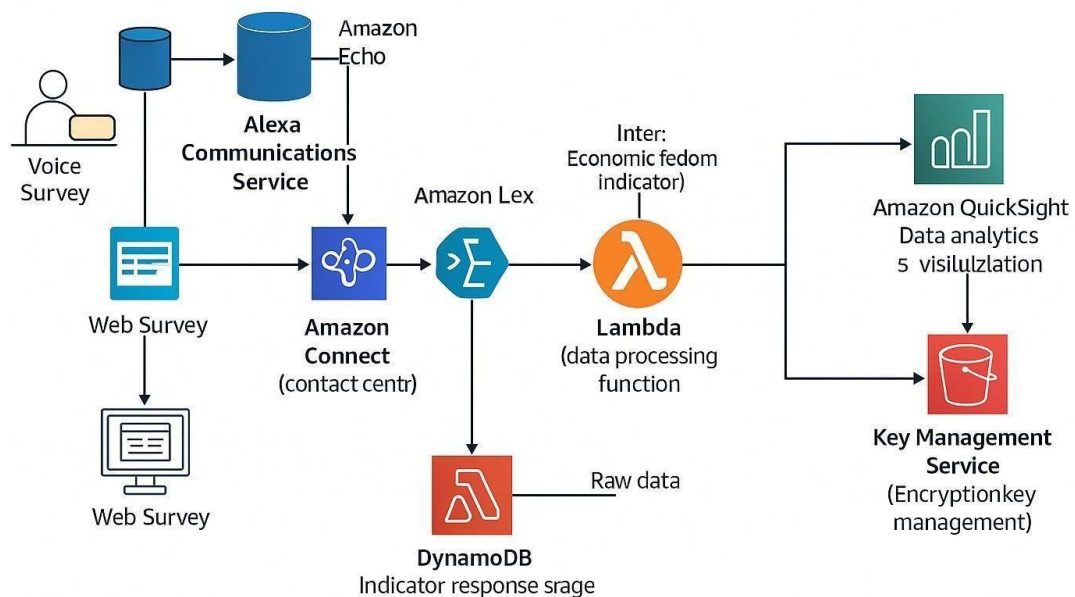 Amazon
Echo
Alexa
Communications
Service
Voice
Survey
Web Survey
Web Survey
Amazon
Connect
(contact centr)
Amazon Lex
Inter:
Economic fedom
indicator)
Lambda
(data processing
function)
DynamoDB
Indicator response srage
Raw data
Amazon QuickSight
Data analytics
5 visilulzlation
Key Management
Service
(Encryptionkey
management)